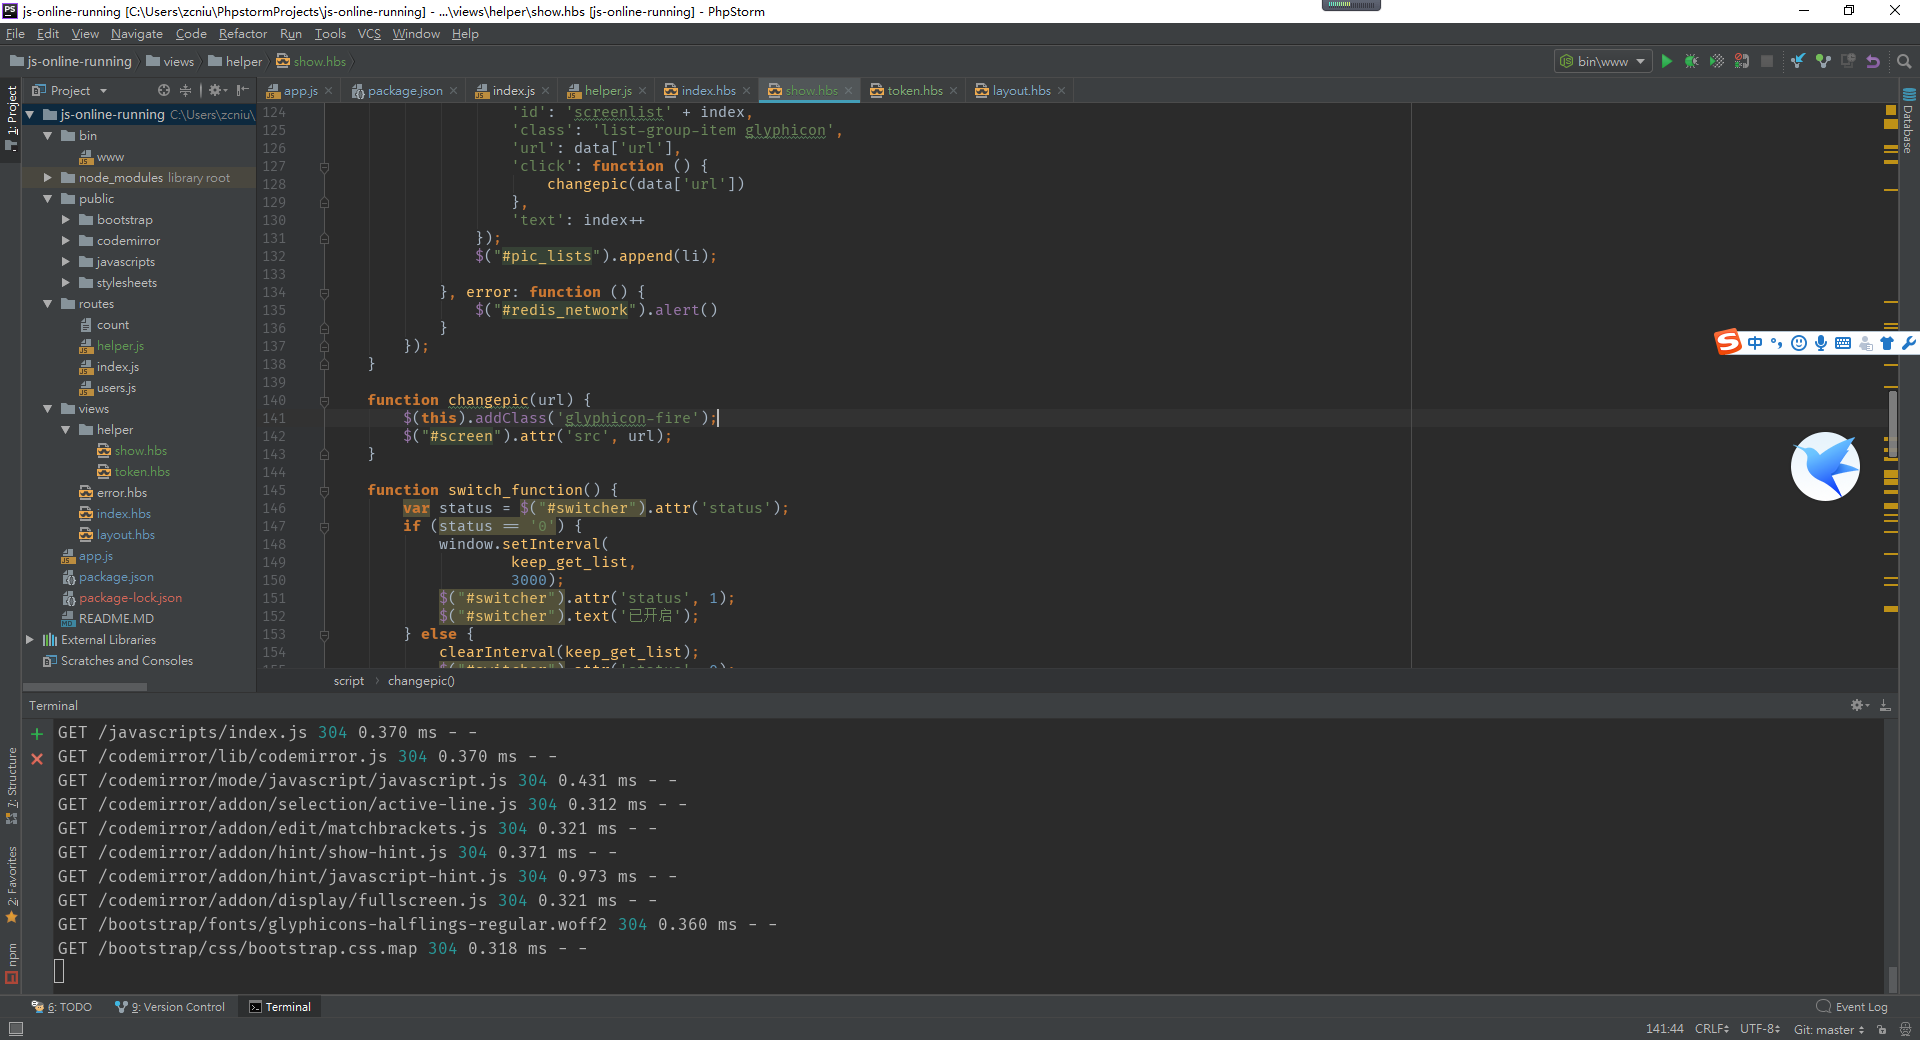 PS js-online-running [C:\Users\zcniu\PhpstormProjects\js-online-running] - ...\views\helper\show.hbs [js-online-running] - PhpStorm
File Edit View Navigate Code Refactor Run Tools VCS Window Help
js-online-running views helper show.hbs
bin\www
1: Project
Project
app.js package.json index.js helper.js index.hbs show.hbs token.hbs layout.hbs
Database
js-online-running C:\Users\zcniu\
bin
www
node_modules library root
public
bootstrap
codemirror
javascripts
stylesheets
routes
count
helper.js
index.js
users.js
views
helper
show.hbs
token.hbs
error.hbs
index.hbs
layout.hbs
app.js
package.json
package-lock.json
README.MD
External Libraries
Scratches and Consoles
124 'id': 'screenlist' + index,
125 'class': 'list-group-item glyphicon',
126 'url': data['url'],
127 'click': function () {
128 changepic(data['url'])
129 },
130 'text': index++
131 });
132 $("#pic_lists").append(li);
133
134 }, error: function () {
135 $("#redis_network").alert()
136 }
137 });
138 }
139
140 function changepic(url) {
141 $(this).addClass('glyphicon-fire');
142 $("#screen").attr('src', url);
143 }
144
145 function switch_function() {
146 var status = $("#switcher").attr('status');
147 if (status == '0') {
148 window.setInterval(
149 keep_get_list,
150 3000);
151 $("#switcher").attr('status', 1);
152 $("#switcher").text('已开启');
153 } else {
154 clearInterval(keep_get_list);
155 $("#switcher").attr('status', 0);
S 中
script changepic()
Terminal
GET /javascripts/index.js 304 0.370 ms - -
GET /codemirror/lib/codemirror.js 304 0.370 ms - -
GET /codemirror/mode/javascript/javascript.js 304 0.431 ms - -
GET /codemirror/addon/selection/active-line.js 304 0.312 ms - -
GET /codemirror/addon/edit/matchbrackets.js 304 0.321 ms - -
GET /codemirror/addon/hint/show-hint.js 304 0.371 ms - -
GET /codemirror/addon/hint/javascript-hint.js 304 0.973 ms - -
GET /codemirror/addon/display/fullscreen.js 304 0.321 ms - -
GET /bootstrap/fonts/glyphicons-halflings-regular.woff2 304 0.360 ms - -
GET /bootstrap/css/bootstrap.css.map 304 0.318 ms - -
7: Structure
2: Favorites
npm
6: TODO 9: Version Control Terminal Event Log
141:44 CRLF UTF-8 Git: master